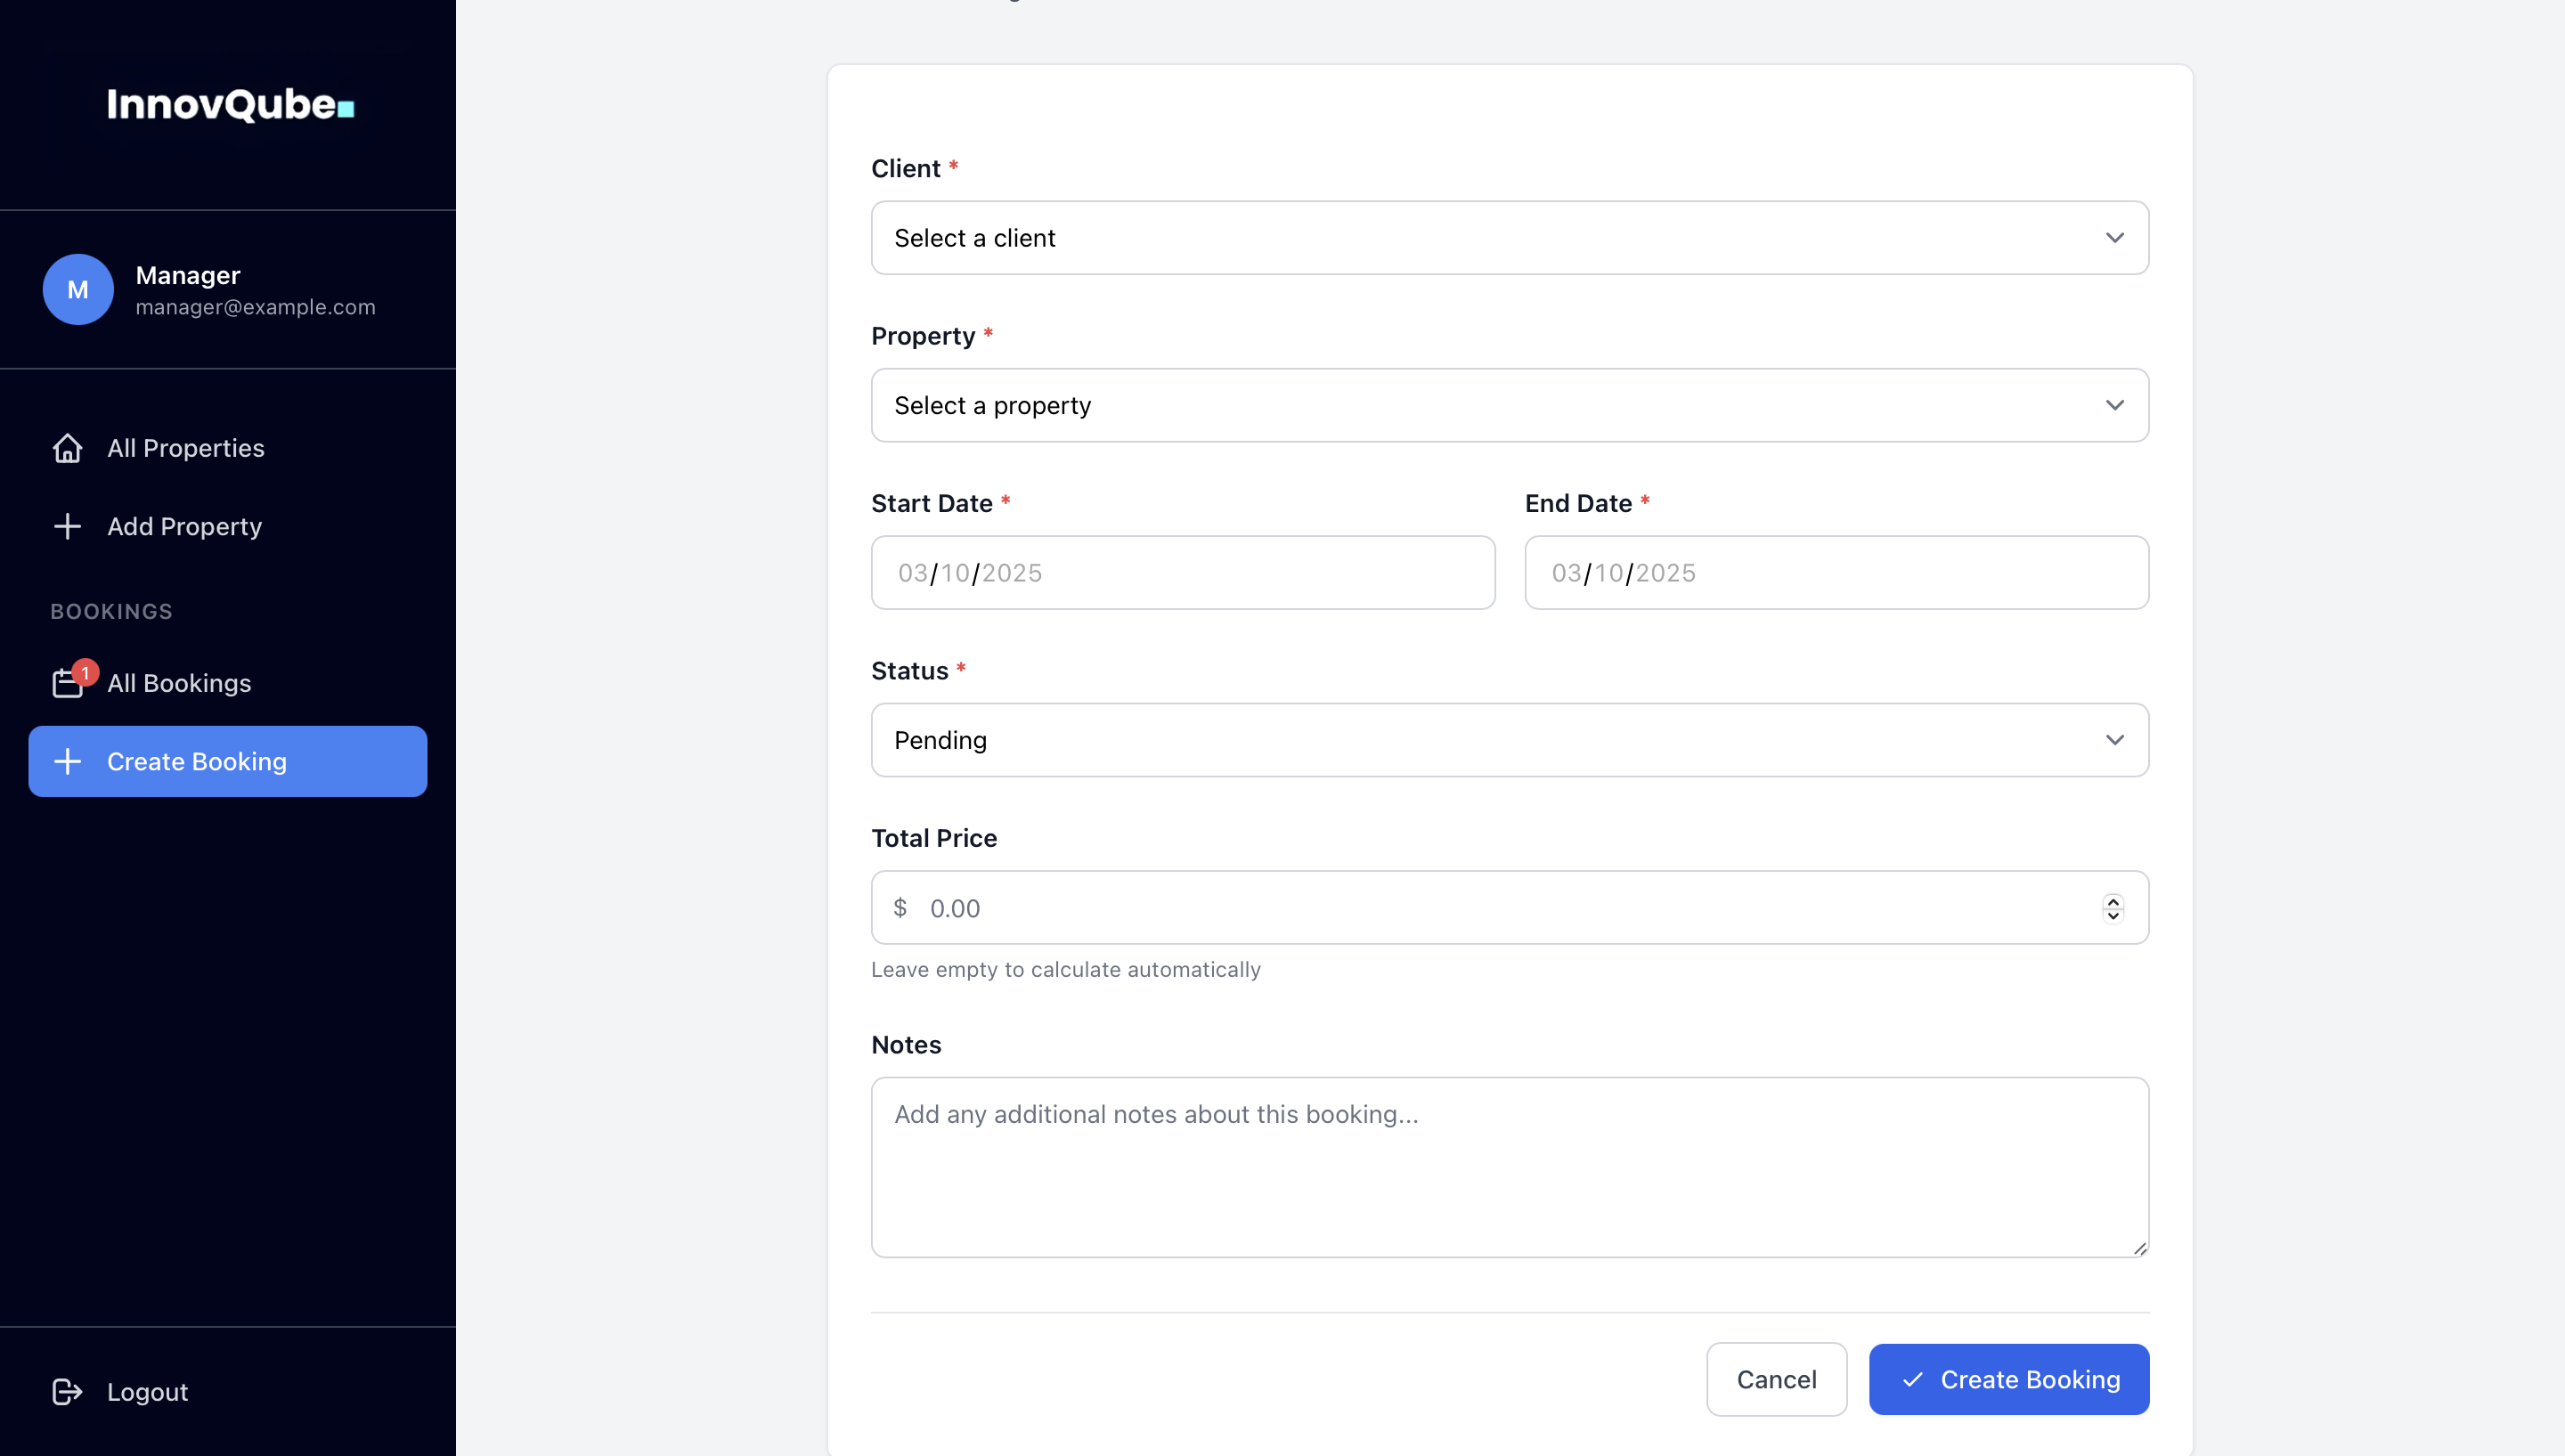 InnovQube
M
Manager
manager@example.com
All Properties
Add Property
BOOKINGS
1
All Bookings
Create Booking
Logout
Client *
Select a client
Property *
Select a property
Start Date *
03/10/2025
End Date *
03/10/2025
Status *
Pending
Total Price
$ 0.00
Leave empty to calculate automatically
Notes
Add any additional notes about this booking...
Cancel
Create Booking